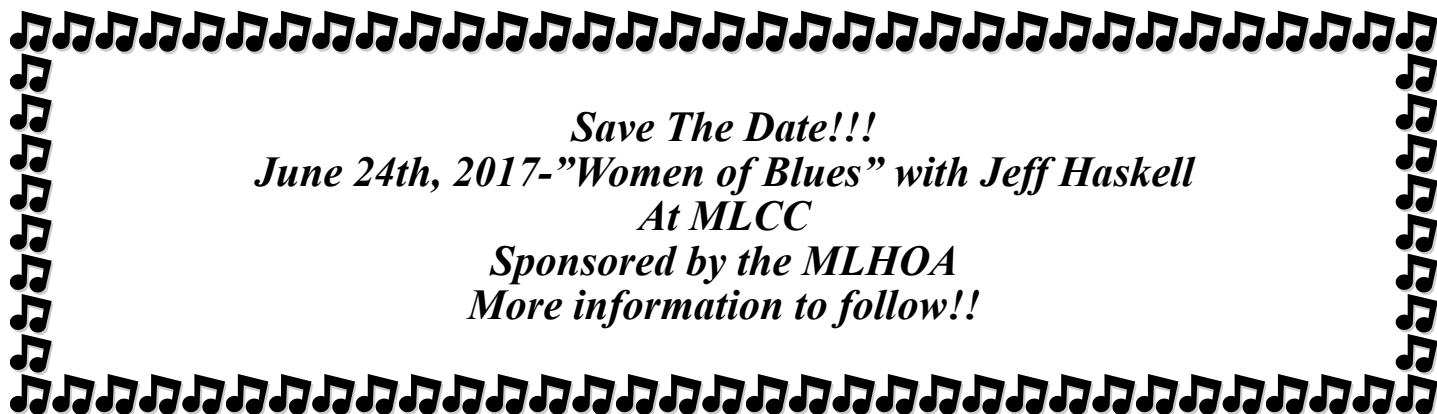 Save The Date!!!
June 24th, 2017-”Women of Blues” with Jeff Haskell
At MLCC
Sponsored by the MLHOA
More information to follow!!